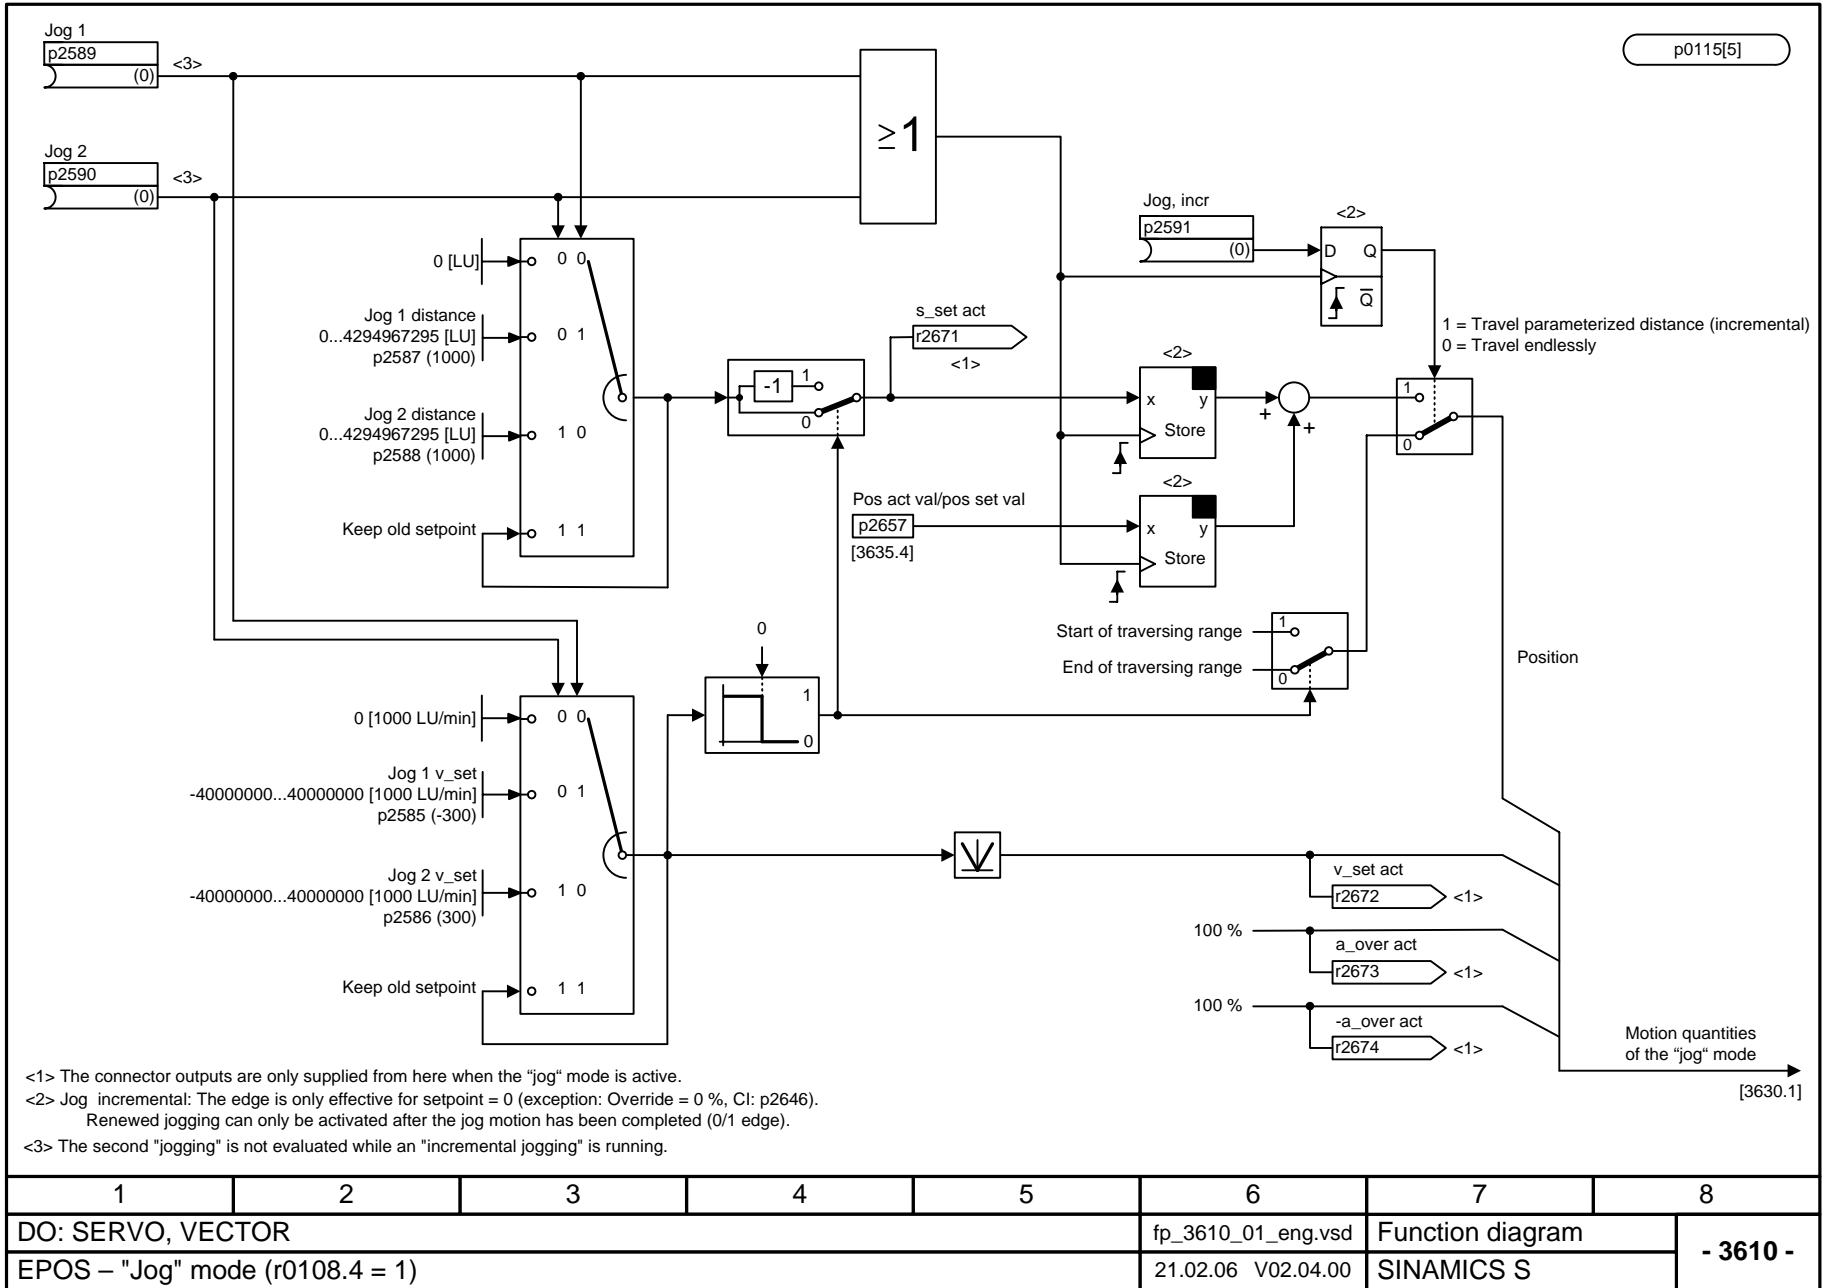 Jog 1
p2589
(0)
<3>
p0115[5]
≥1
Jog 2
p2590
(0)
<3>
Jog, incr
p2591
(0)
<2>
D Q
Q
1 = Travel parameterized distance (incremental)
0 = Travel endlessly
0 [LU]
0 0
Jog 1 distance
0...4294967295 [LU]
p2587 (1000)
0 1
Jog 2 distance
0...4294967295 [LU]
p2588 (1000)
1 0
Keep old setpoint
1 1
-1
1
0
s_set act
r2671
<1>
<2>
x y
Store
+
+
1
0
Pos act val/pos set val
p2657
[3635.4]
<2>
x y
Store
Start of traversing range
End of traversing range
1
0
Position
0
1
0
0 [1000 LU/min]
0 0
Jog 1 v_set
-40000000...40000000 [1000 LU/min]
p2585 (-300)
0 1
Jog 2 v_set
-40000000...40000000 [1000 LU/min]
p2586 (300)
1 0
Keep old setpoint
1 1
v_set act
r2672
<1>
100 %
a_over act
r2673
<1>
100 %
-a_over act
r2674
<1>
Motion quantities
of the “jog“ mode
[3630.1]
<1> The connector outputs are only supplied from here when the “jog“ mode is active.
<2> Jog incremental: The edge is only effective for setpoint = 0 (exception: Override = 0 %, CI: p2646).
Renewed jogging can only be activated after the jog motion has been completed (0/1 edge).
<3> The second "jogging" is not evaluated while an "incremental jogging" is running.
1 2 3 4 5 6 7 8
DO: SERVO, VECTOR
fp_3610_01_eng.vsd
Function diagram
- 3610 -
EPOS – "Jog" mode (r0108.4 = 1)
21.02.06 V02.04.00
SINAMICS S